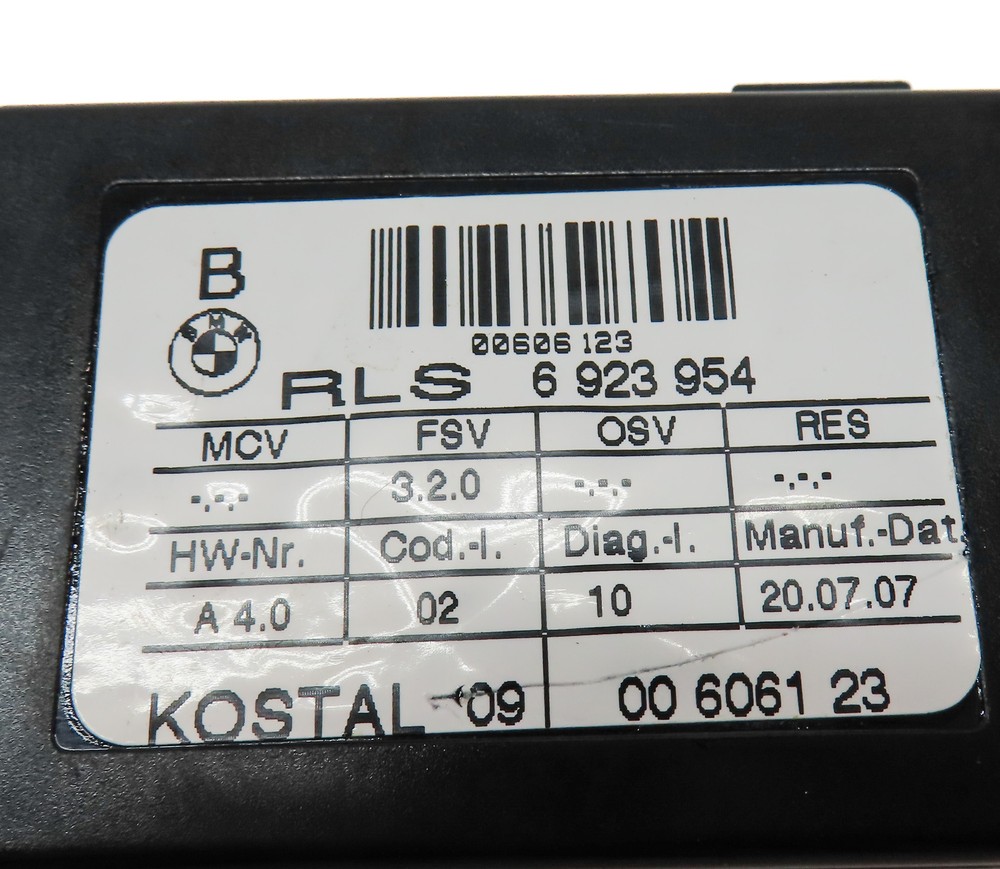 B
BMW
00606123
RLS 6 923 954
MCV FSV OSV RES
-.-.- 3.2.0 -.-.- -.-.-
HW-Nr. Cod.-I. Diag.-I. Manuf.-Dat.
A 4.0 02 10 20.07.07
KOSTAL 09 00 6061 23